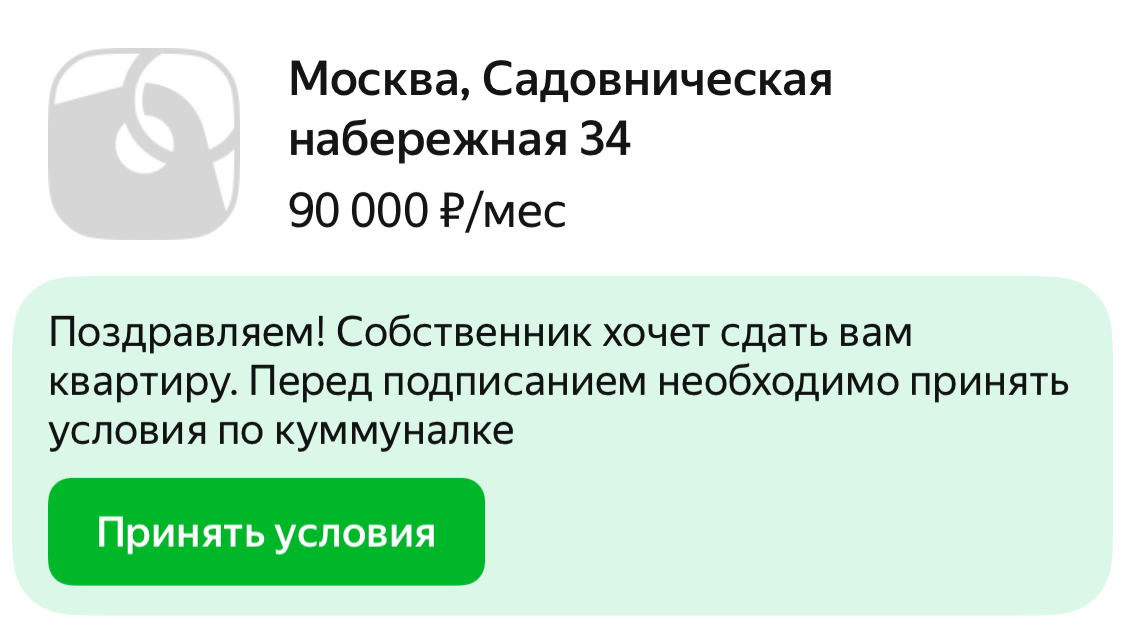 Москва, Садовническая
набережная 34
90 000 ₽/мес
Поздравляем! Собственник хочет сдать вам
квартиру. Перед подписанием необходимо принять
условия по куммуналке
Принять условия